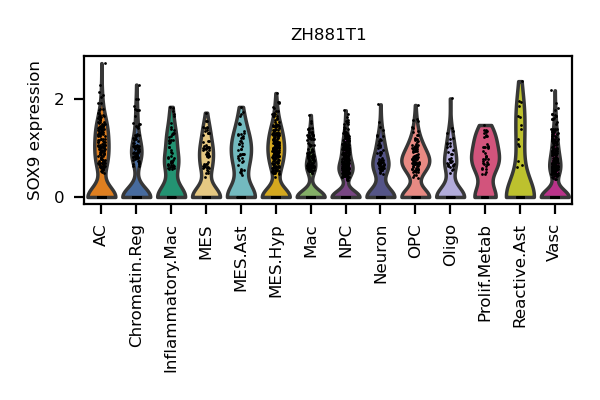 ZH881T1
SOX9 expression
2
0
AC
Chromatin.Reg
Inflammatory.Mac
MES
MES.Ast
MES.Hyp
Mac
NPC
Neuron
OPC
Oligo
Prolif.Metab
Reactive.Ast
Vasc